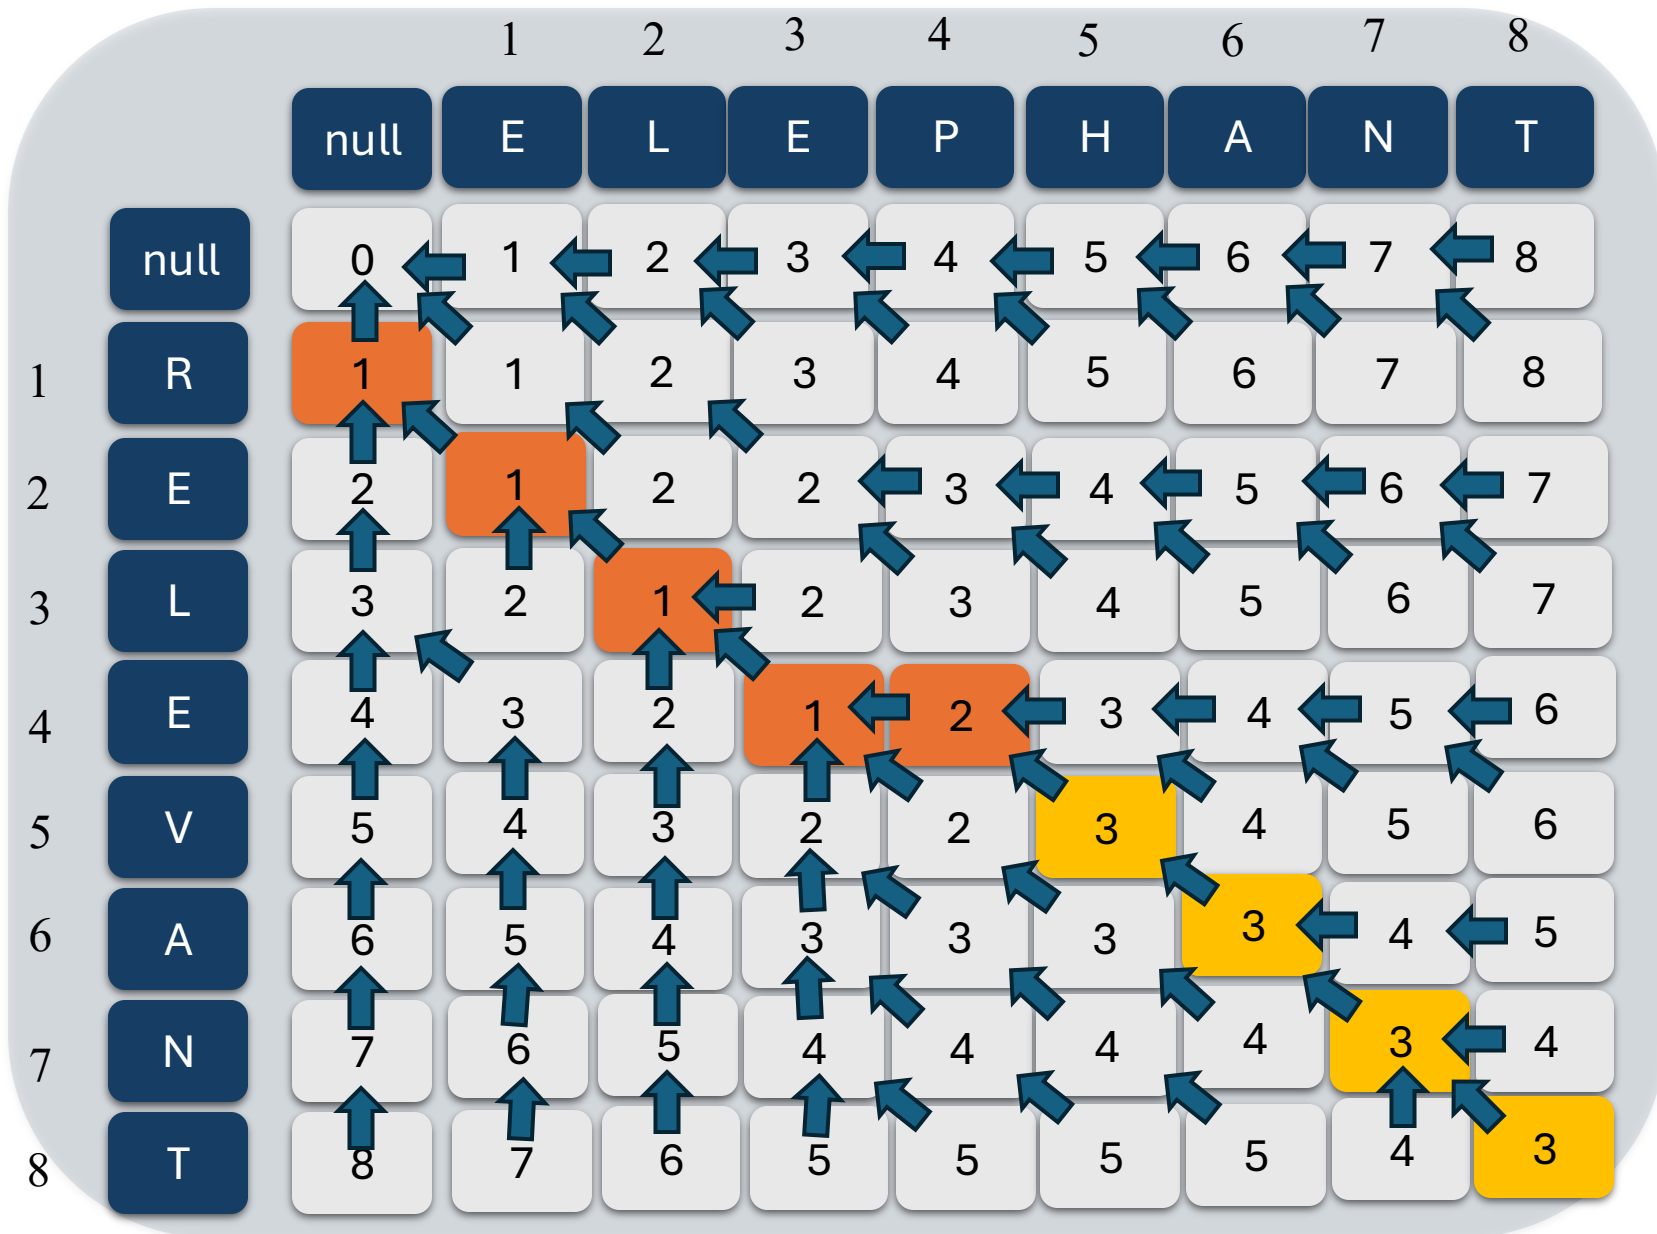 1 2 3 4 5 6 7 8
null E L E P H A N T
null 0 1 2 3 4 5 6 7 8
1 R 1 1 2 3 4 5 6 7 8
2 E 2 1 2 2 3 4 5 6 7
3 L 3 2 1 2 3 4 5 6 7
4 E 4 3 2 1 2 3 4 5 6
5 V 5 4 3 2 2 3 4 5 6
6 A 6 5 4 3 3 3 3 4 5
7 N 7 6 5 4 4 4 4 3 4
8 T 8 7 6 5 5 5 5 4 3